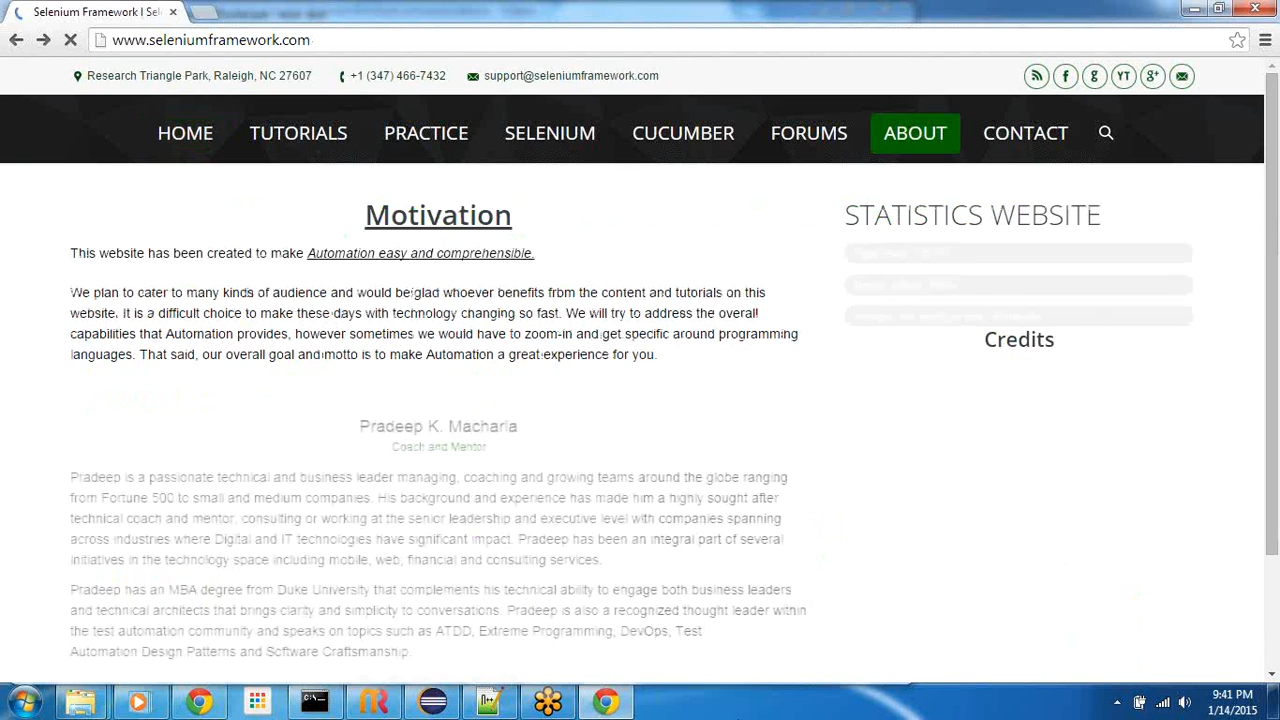 Selenium Framework | Sel
www.seleniumframework.com
Research Triangle Park, Raleigh, NC 27607 +1 (347) 466-7432 support@seleniumframework.com
HOME TUTORIALS PRACTICE SELENIUM CUCUMBER FORUMS ABOUT CONTACT
Motivation
This website has been created to make Automation easy and comprehensible.
We plan to cater to many kinds of audience and would be glad whoever benefits from the content and tutorials on this
website. It is a difficult choice to make these days with technology changing so fast. We will try to address the overall
capabilities that Automation provides, however sometimes we would have to zoom-in and get specific around programming
languages. That said, our overall goal and motto is to make Automation a great experience for you.
Pradeep K. Macharla
Coach and Mentor
Pradeep is a passionate technical and business leader managing, coaching and growing teams around the globe ranging
from Fortune 500 to small and medium companies. His background and experience has made him a highly sought after
technical coach and mentor, consulting or working at the senior leadership and executive level with companies spanning
across industries where Digital and IT technologies have significant impact. Pradeep has been an integral part of several
initiatives in the technology space including mobile, web, financial and consulting services.
Pradeep has an MBA degree from Duke University that complements his technical ability to engage both business leaders
and technical architects that brings clarity and simplicity to conversations. Pradeep is also a recognized thought leader within
the test automation community and speaks on topics such as ATDD, Extreme Programming, DevOps, Test
Automation Design Patterns and Software Craftsmanship.
STATISTICS WEBSITE
Credits
9:41 PM
1/14/2015